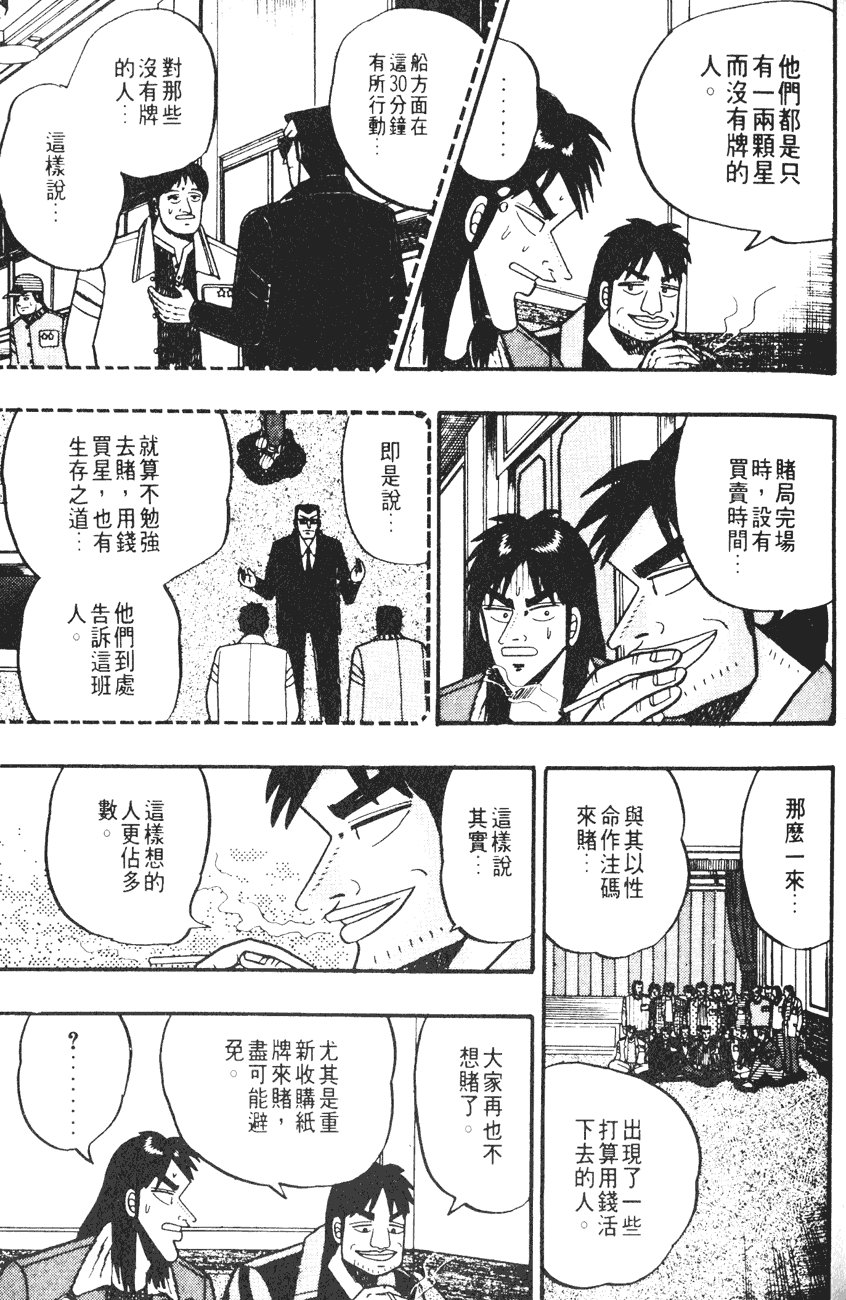 他們都是只
有一兩顆星
而沒有牌的
人。
………
船方面在
這30分鐘
有所行動…
對那些
沒有牌
的人…
這樣說…
賭局完場
時,設有
買賣時間…
即是說…
就算不勉強
去賭,用錢
買星,也有
生存之道…
他們到處
告訴這班
人。
那麼一來…
與其以性
命作注碼
來賭…
出現了一些
打算用錢活
下去的人。
這樣說
其實…
這樣想的
人更佔多
數。
大家再也不
想賭了。
尤其是重
新收購紙
牌來賭,
盡可能避
免。
?………